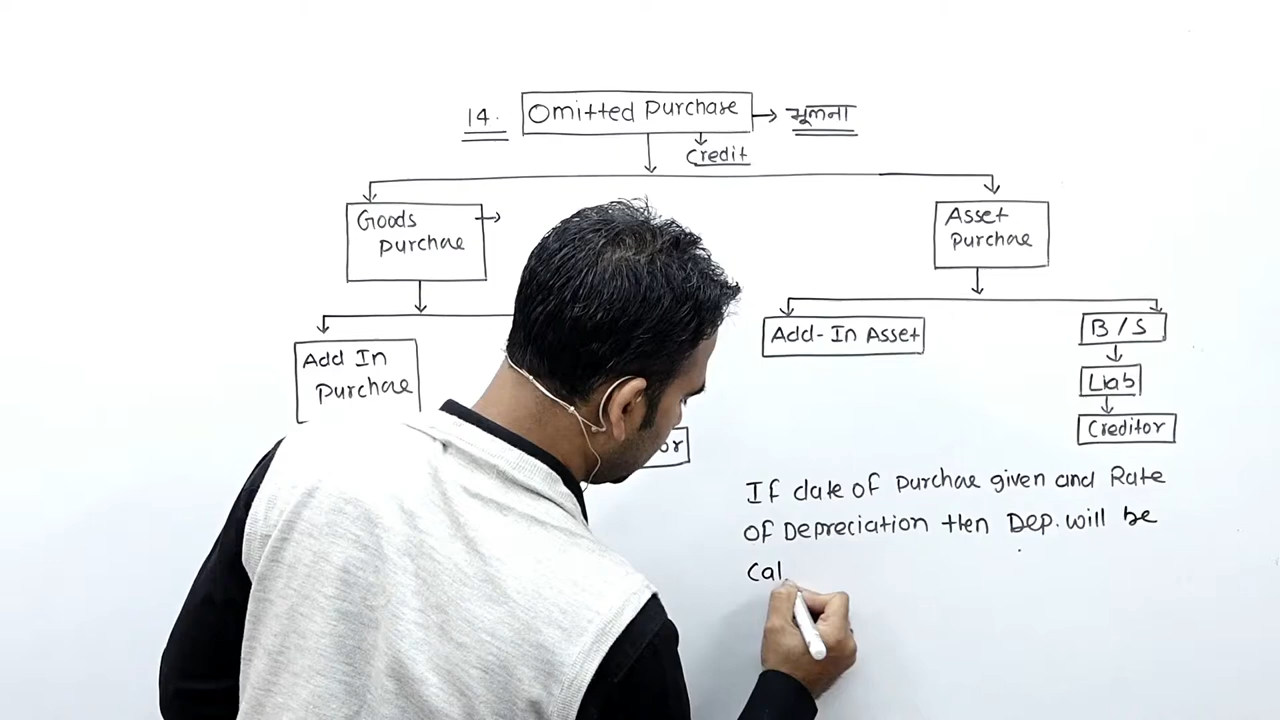 14. Omitted Purchase भूलना
Credit
Goods
Purchase
Asset
Purchase
Add In
Purchase
Add-In Asset
B/S
Liab
Creditor
or
If date of Purchase given and Rate
of Depreciation then Dep. will be
Cal